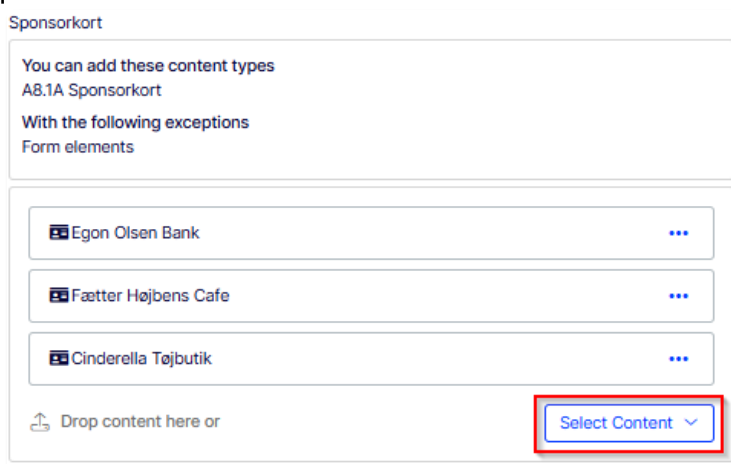 Sponsorkort
You can add these content types
A8.1A Sponsorkort
With the following exceptions
Form elements
Egon Olsen Bank
Fætter Højbens Cafe
Cinderella Tøjbutik
Drop content here or
Select Content